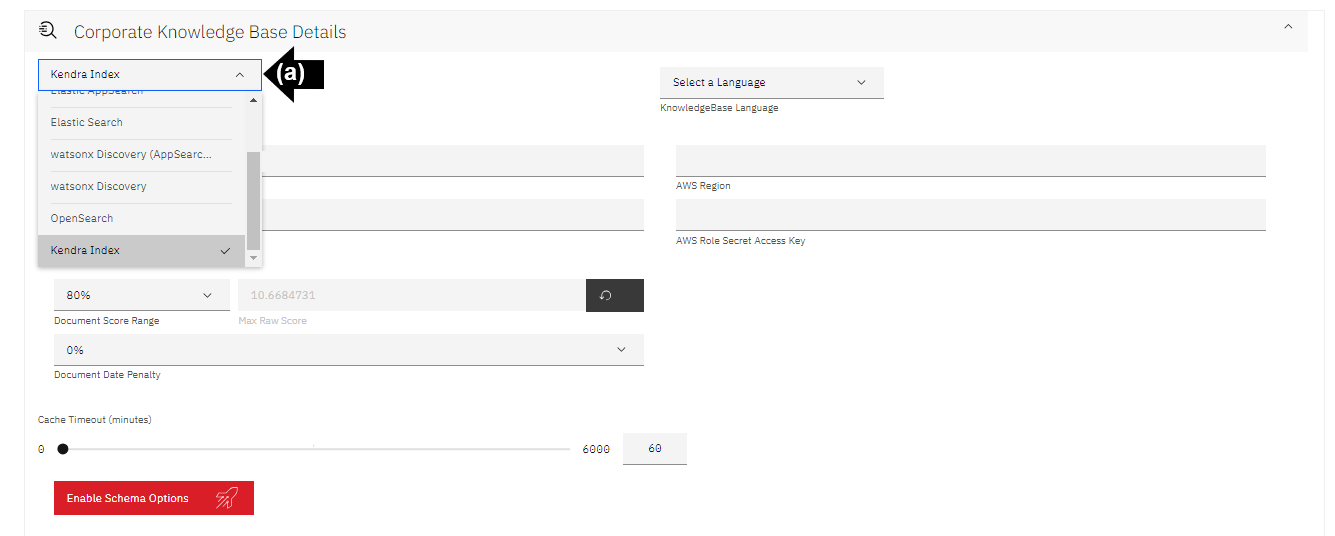 Corporate Knowledge Base Details
Kendra Index
(a)
Select a Language
KnowledgeBase Language
Elastic AppSearch
Elastic Search
watsonx Discovery (AppSearc...
watsonx Discovery
OpenSearch
Kendra Index
AWS Region
AWS Role Secret Access Key
80%
10.6684731
Document Score Range
Max Raw Score
0%
Document Date Penalty
Cache Timeout (minutes)
0
6000
60
Enable Schema Options